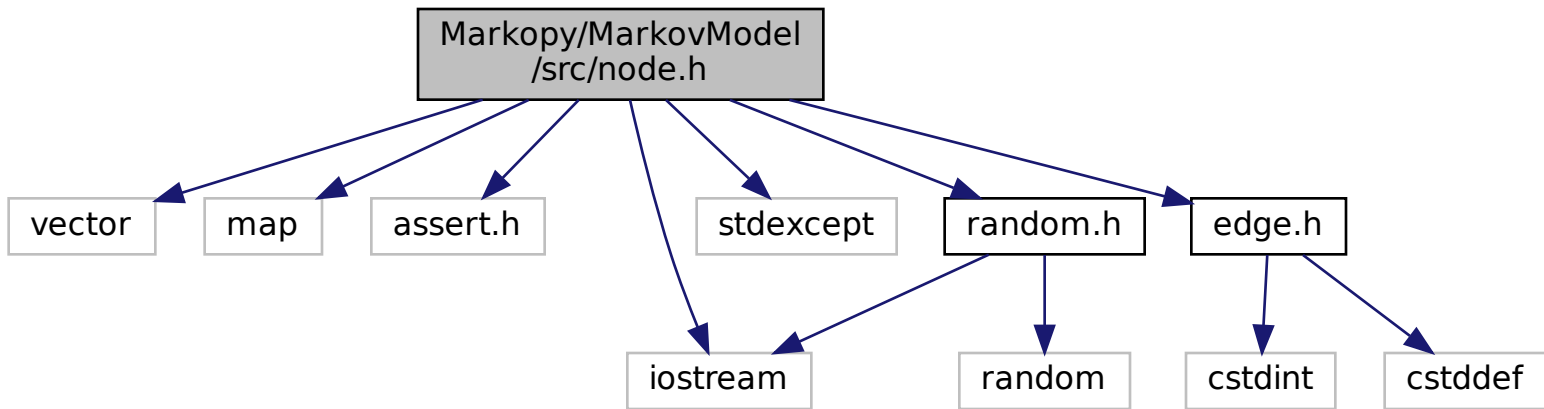 Markopy/MarkovModel
/src/node.h
vector
map
assert.h
stdexcept
random.h
edge.h
iostream
random
cstdint
cstddef